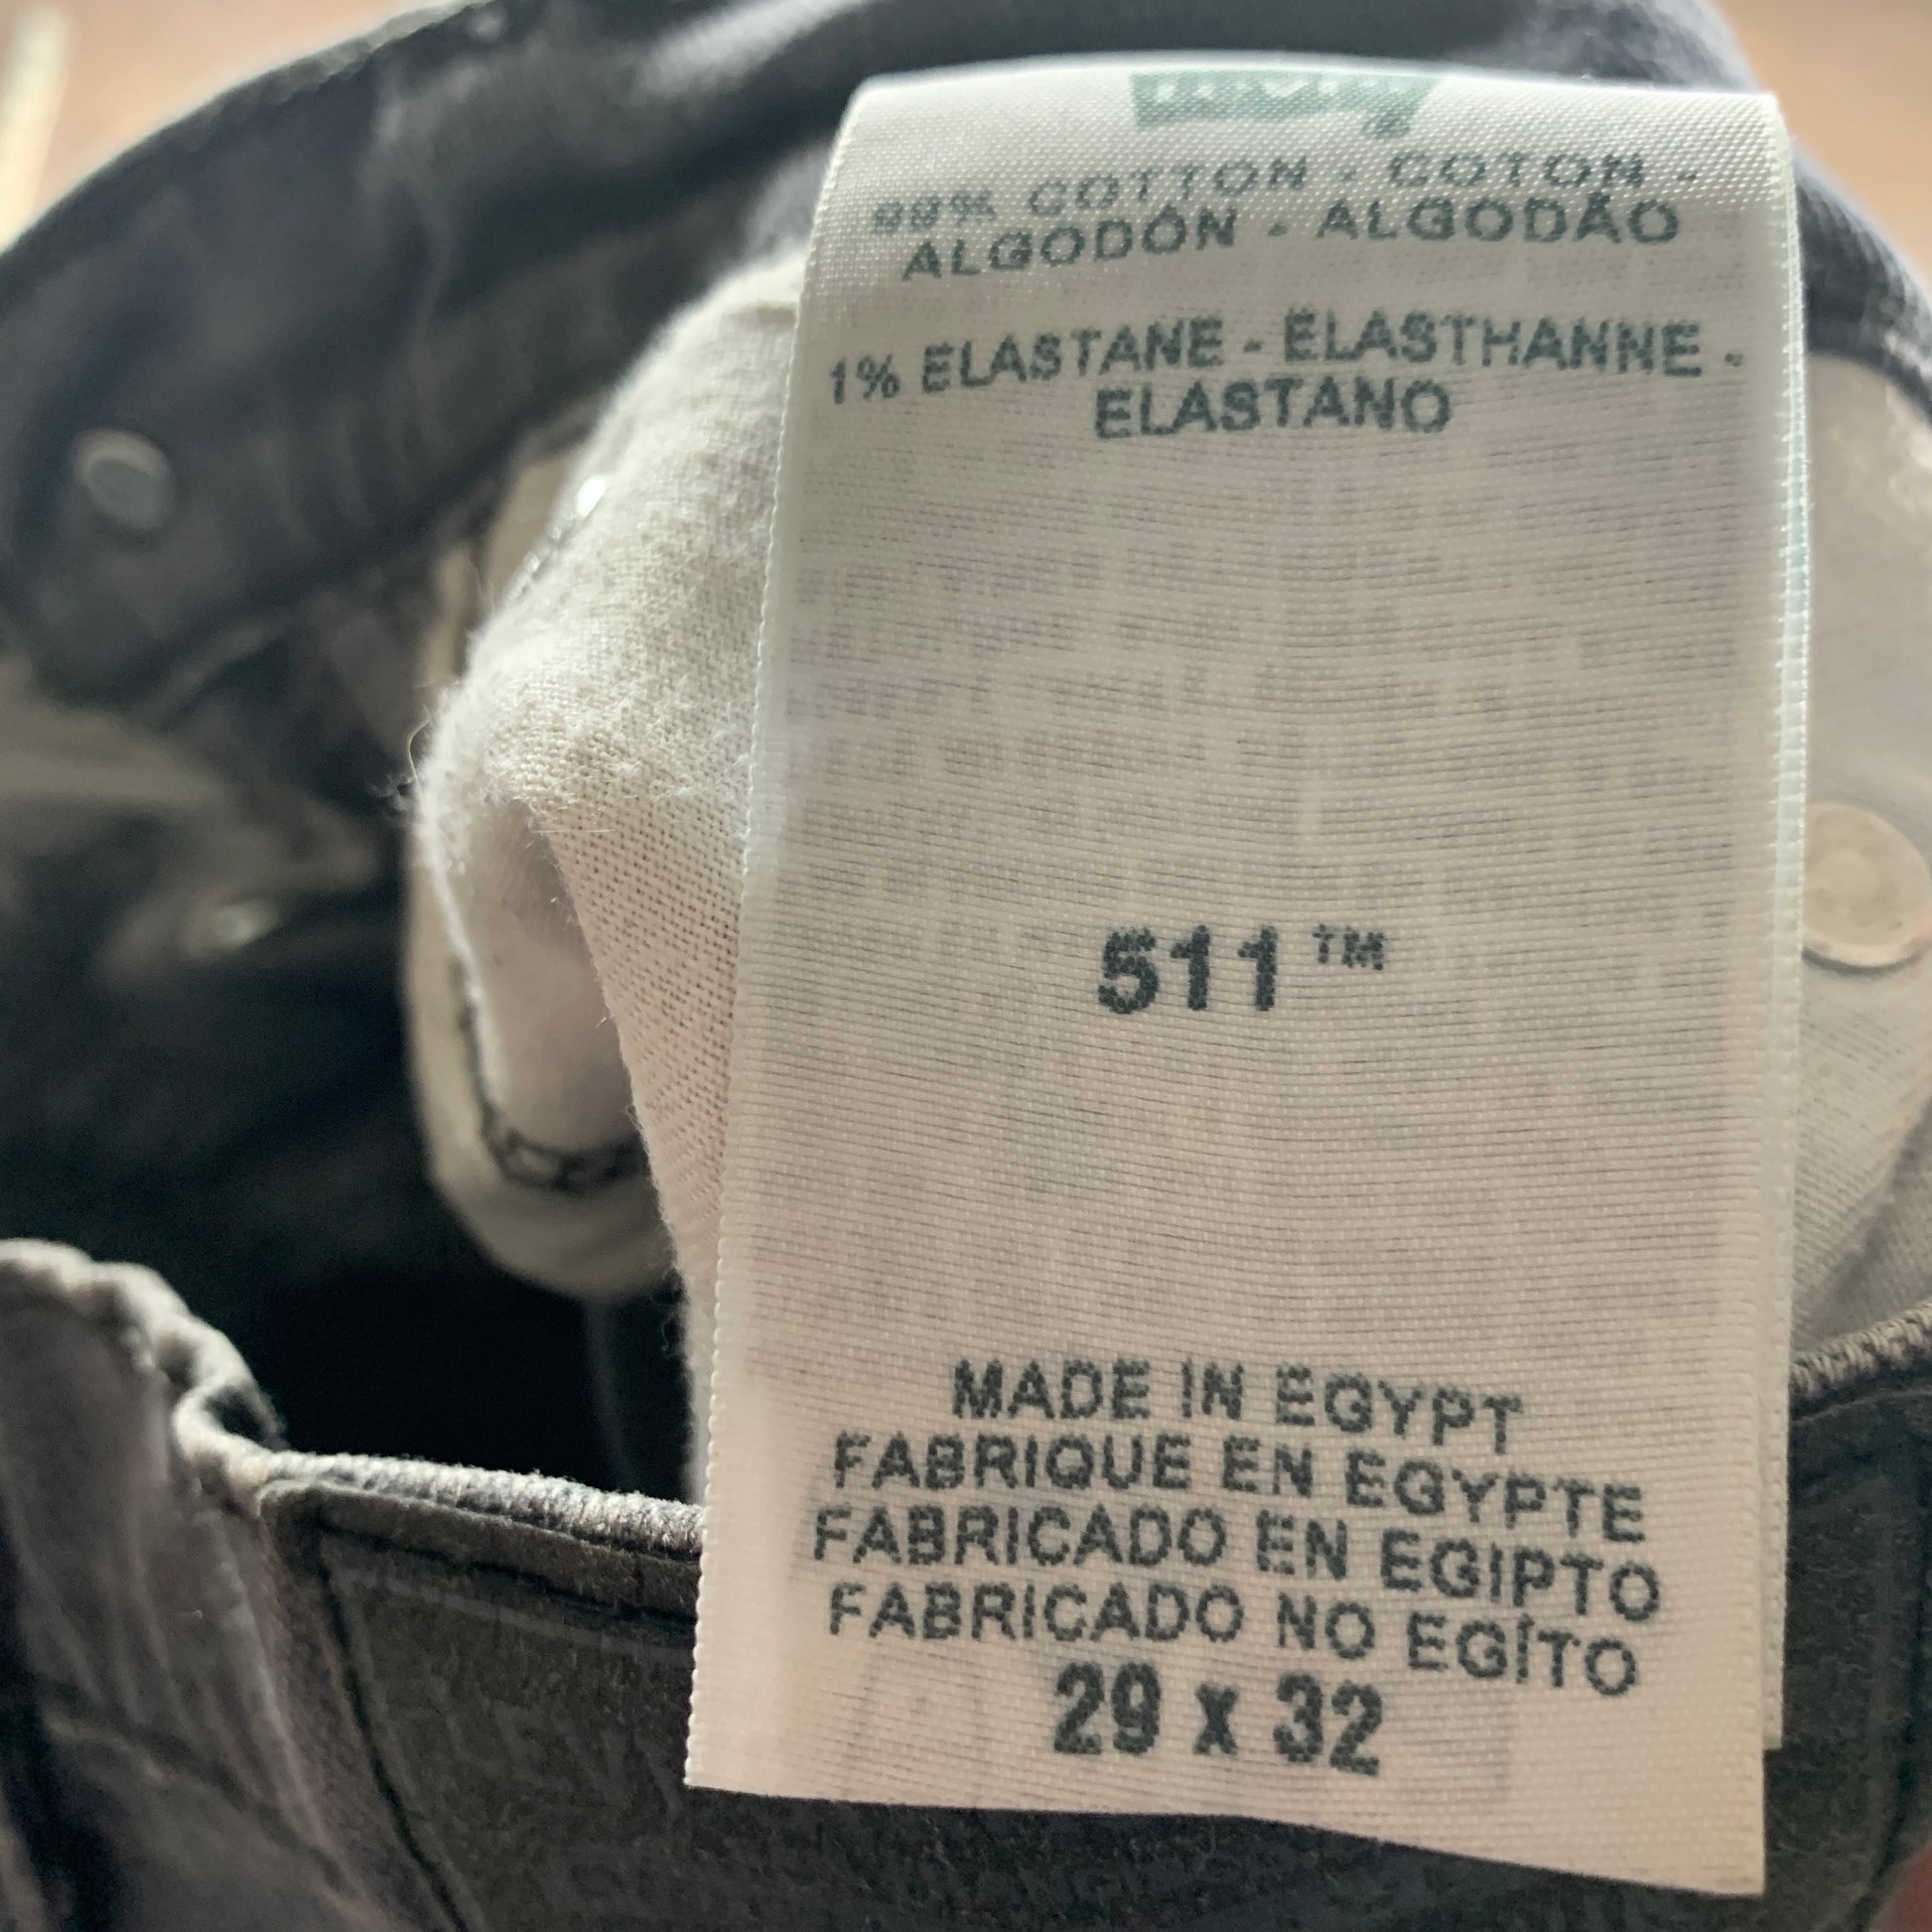 99% COTTON - COTON -
ALGODÓN - ALGODÃO
1% ELASTANE - ÉLASTHANNE -
ELASTANO
511™
MADE IN EGYPT
FABRIQUE EN EGYPTE
FABRICADO EN EGIPTO
FABRICADO NO EGÍTO
29 x 32